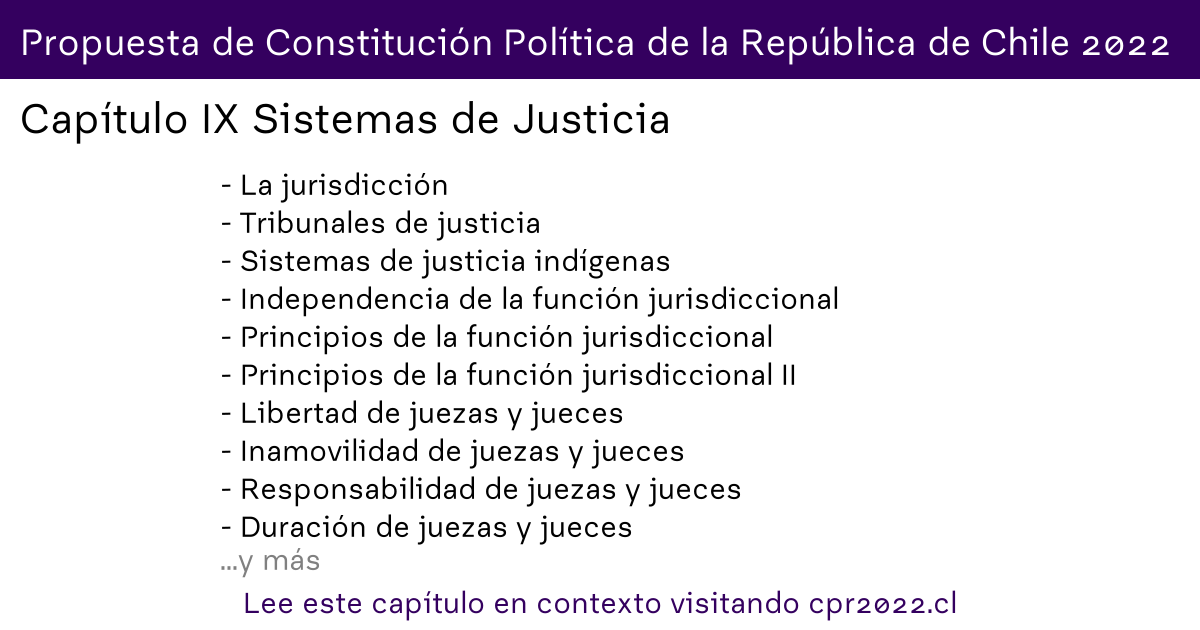 Propuesta de Constitución Política de la República de Chile 2022
Capítulo IX Sistemas de Justicia
- La jurisdicción
- Tribunales de justicia
- Sistemas de justicia indígenas
- Independencia de la función jurisdiccional
- Principios de la función jurisdiccional
- Principios de la función jurisdiccional II
- Libertad de juezas y jueces
- Inamovilidad de juezas y jueces
- Responsabilidad de juezas y jueces
- Duración de juezas y jueces
...y más
Lee este capítulo en contexto visitando cpr2022.cl